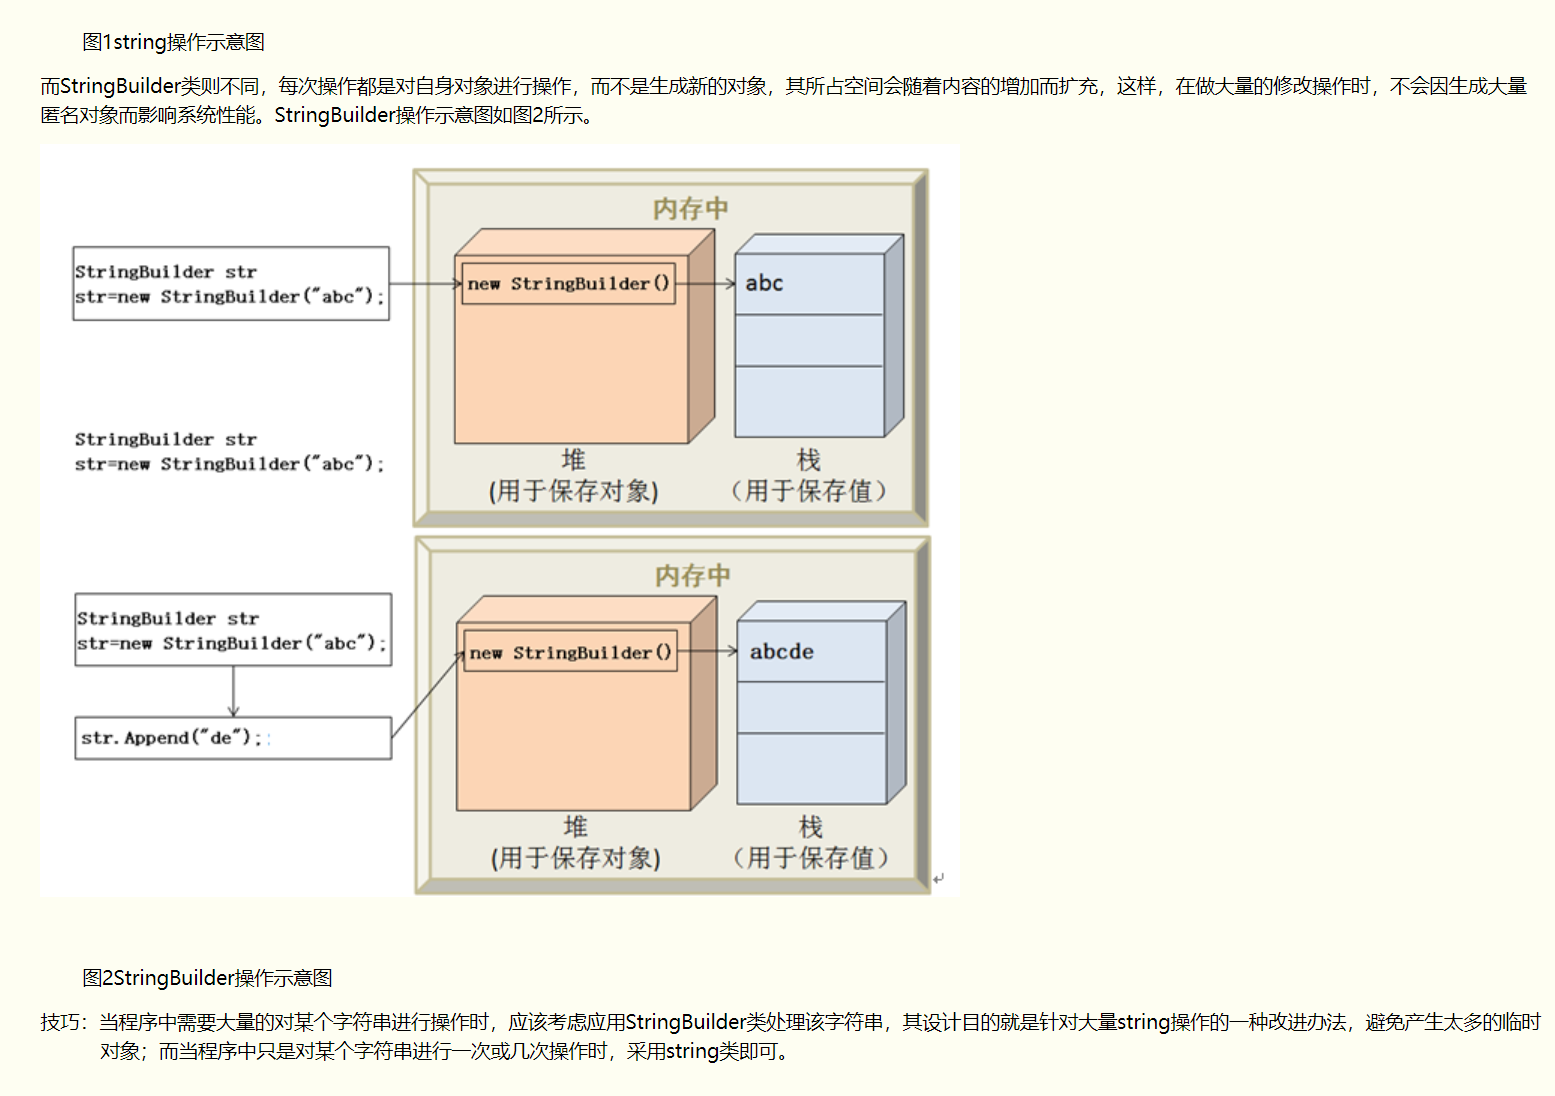 图1string操作示意图
而StringBuilder类则不同，每次操作都是对自身对象进行操作，而不是生成新的对象，其所占空间会随着内容的增加而扩充，这样，在做大量的修改操作时，不会因生成大量
匿名对象而影响系统性能。StringBuilder操作示意图如图2所示。
内存中
StringBuilder str
str=new StringBuilder("abc");
new StringBuilder()
abc
StringBuilder str
str=new StringBuilder("abc");
堆
(用于保存对象)
栈
（用于保存值）
内存中
StringBuilder str
str=new StringBuilder("abc");
new StringBuilder()
abcde
str.Append("de");
堆
(用于保存对象)
栈
（用于保存值）
图2StringBuilder操作示意图
技巧：当程序中需要大量的对某个字符串进行操作时，应该考虑应用StringBuilder类处理该字符串，其设计目的就是针对大量string操作的一种改进办法，避免产生太多的临时
对象；而当程序中只是对某个字符串进行一次或几次操作时，采用string类即可。